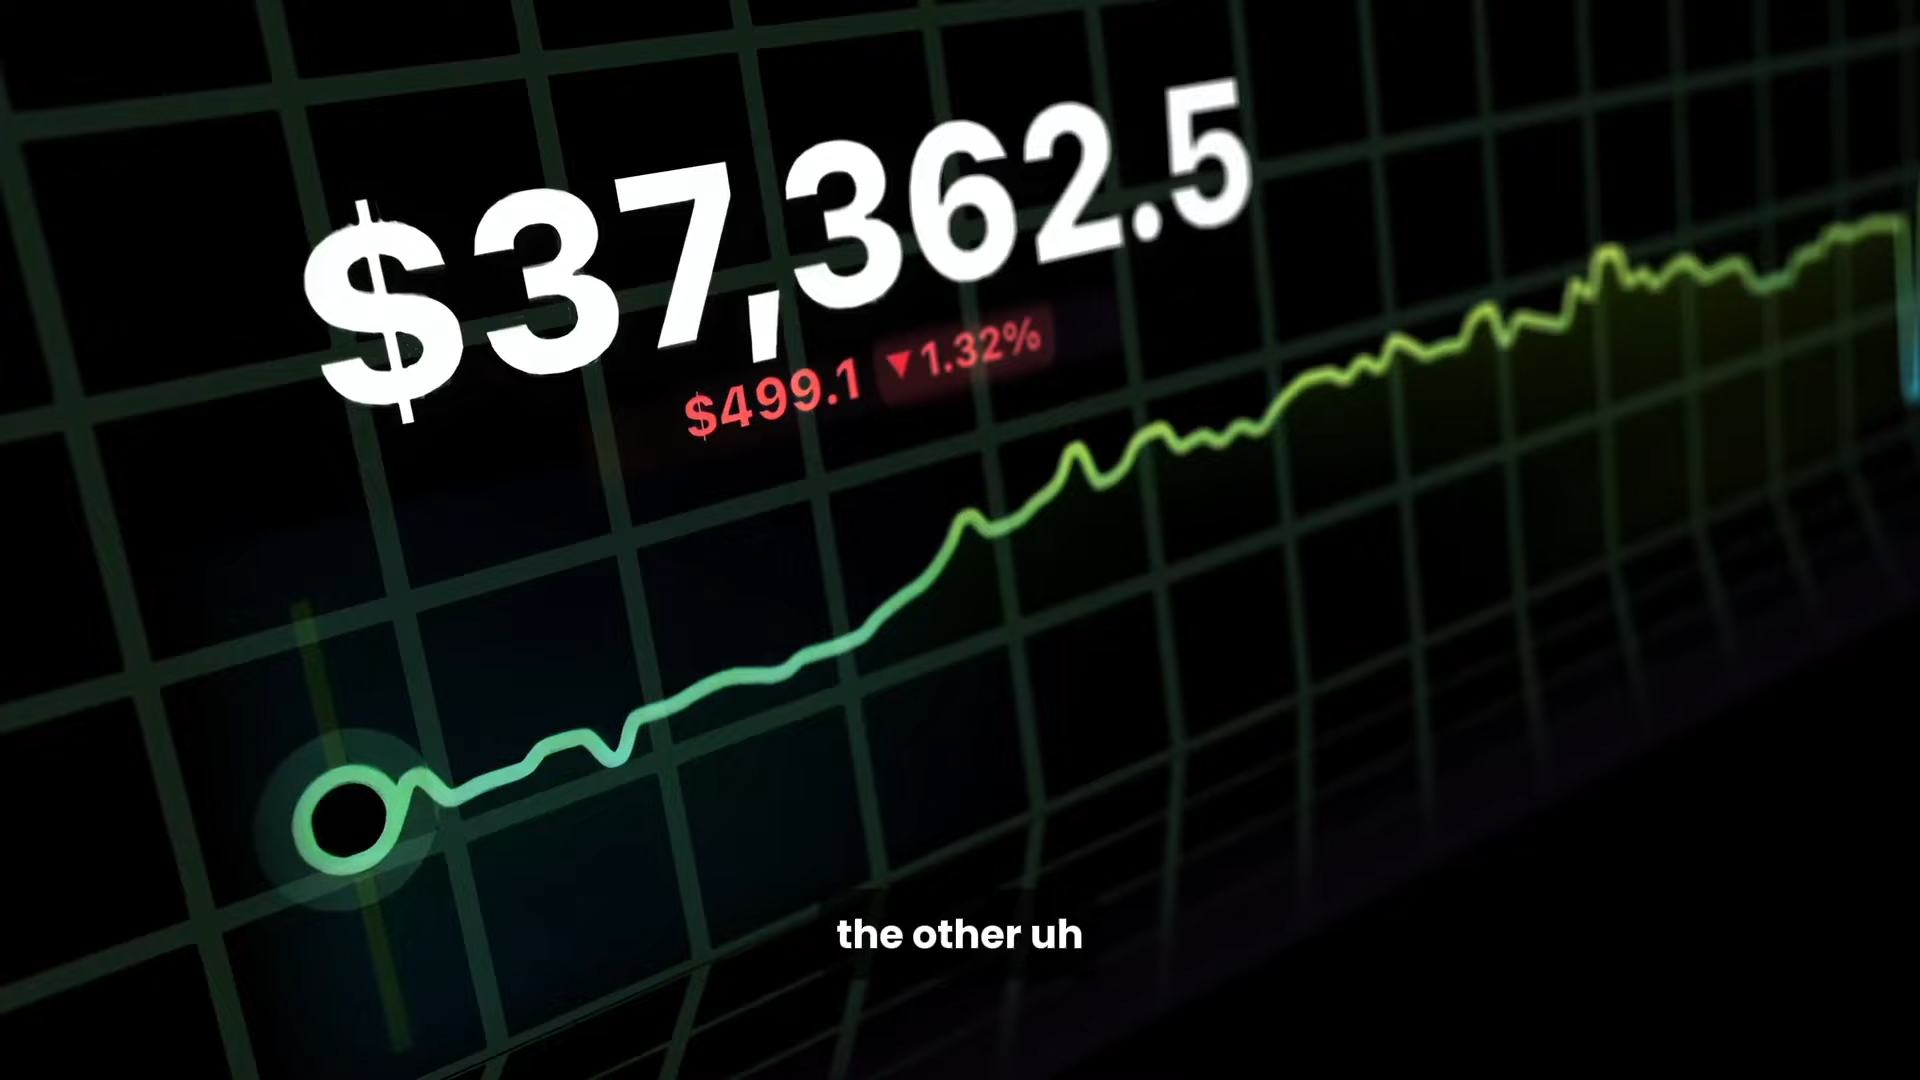 $37,362.5
$499.1 ▼1.32%
the other uh